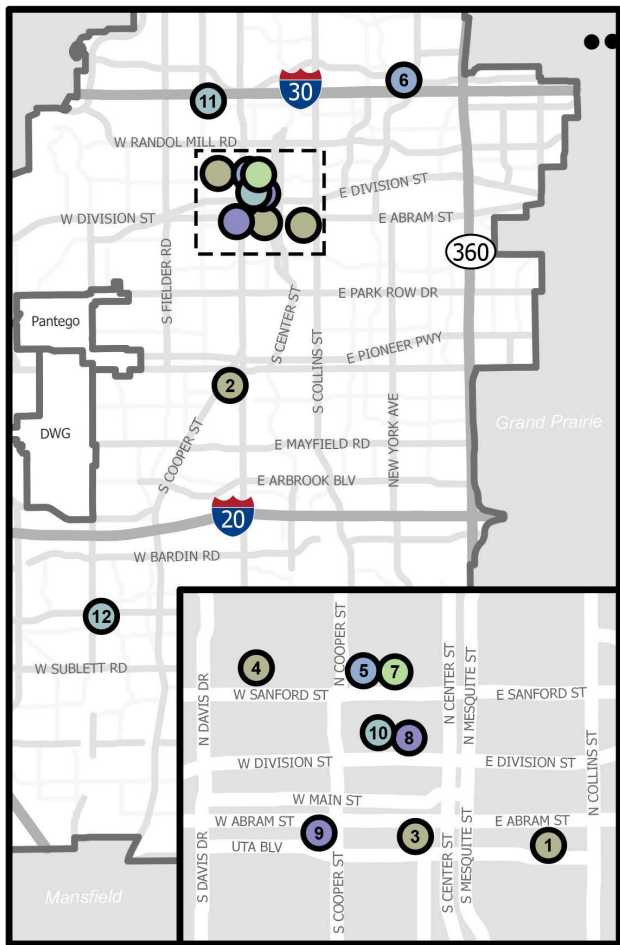 6
11
30
W RANDOL MILL RD
E DIVISION ST
W DIVISION ST
E ABRAM ST
360
S FIELDER RD
E PARK ROW DR
S CENTER ST
Pantego
E PIONEER PWY
S COLLINS ST
2
NEW YORK AVE
Grand Prairie
DWG
S COOPER ST
E MAYFIELD RD
E ARBROOK BLV
20
W BARDIN RD
12
W SUBLETT RD
Mansfield
N COOPER ST
4
5
7
N CENTER ST
N MESQUITE ST
W SANFORD ST
E SANFORD ST
N DAVIS DR
10
8
N COLLINS ST
W DIVISION ST
E DIVISION ST
W MAIN ST
W ABRAM ST
E ABRAM ST
9
3
1
UTA BLV
S DAVIS DR
S COOPER ST
S CENTER ST
S MESQUITE ST